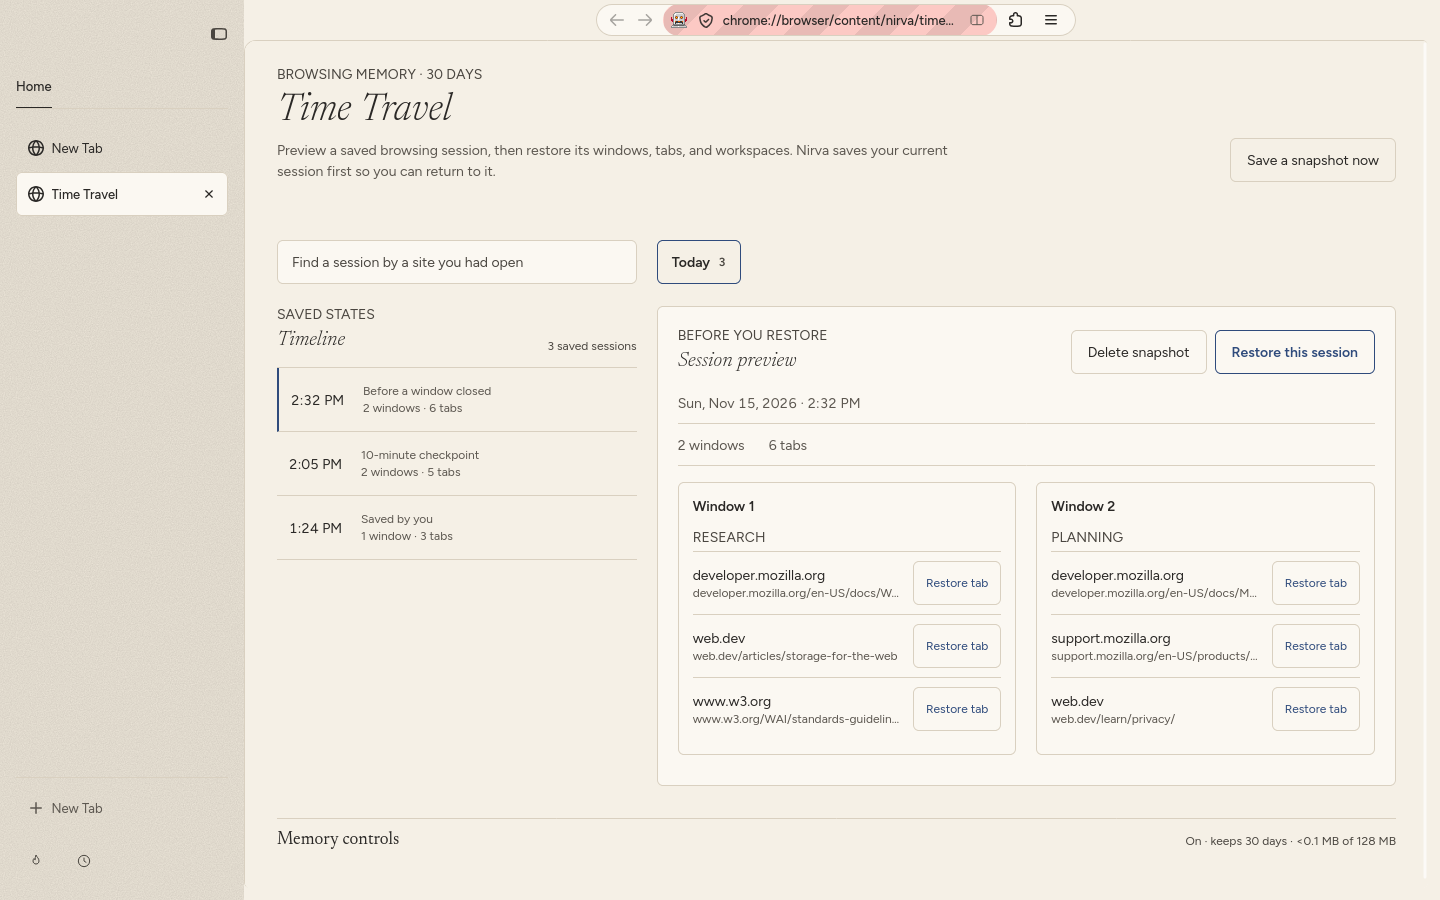 chrome://browser/content/nirva/time...
Home
New Tab
Time Travel
New Tab
BROWSING MEMORY · 30 DAYS
Time Travel
Preview a saved browsing session, then restore its windows, tabs, and workspaces. Nirva saves your current
session first so you can return to it.
Save a snapshot now
Find a session by a site you had open
Today 3
SAVED STATES
Timeline
3 saved sessions
2:32 PM
Before a window closed
2 windows · 6 tabs
2:05 PM
10-minute checkpoint
2 windows · 5 tabs
1:24 PM
Saved by you
1 window · 3 tabs
BEFORE YOU RESTORE
Session preview
Delete snapshot
Restore this session
Sun, Nov 15, 2026 · 2:32 PM
2 windows 6 tabs
Window 1
RESEARCH
developer.mozilla.org
developer.mozilla.org/en-US/docs/W...
Restore tab
web.dev
web.dev/articles/storage-for-the-web
Restore tab
www.w3.org
www.w3.org/WAI/standards-guidelin...
Restore tab
Window 2
PLANNING
developer.mozilla.org
developer.mozilla.org/en-US/docs/M...
Restore tab
support.mozilla.org
support.mozilla.org/en-US/products/...
Restore tab
web.dev
web.dev/learn/privacy/
Restore tab
Memory controls
On · keeps 30 days · <0.1 MB of 128 MB